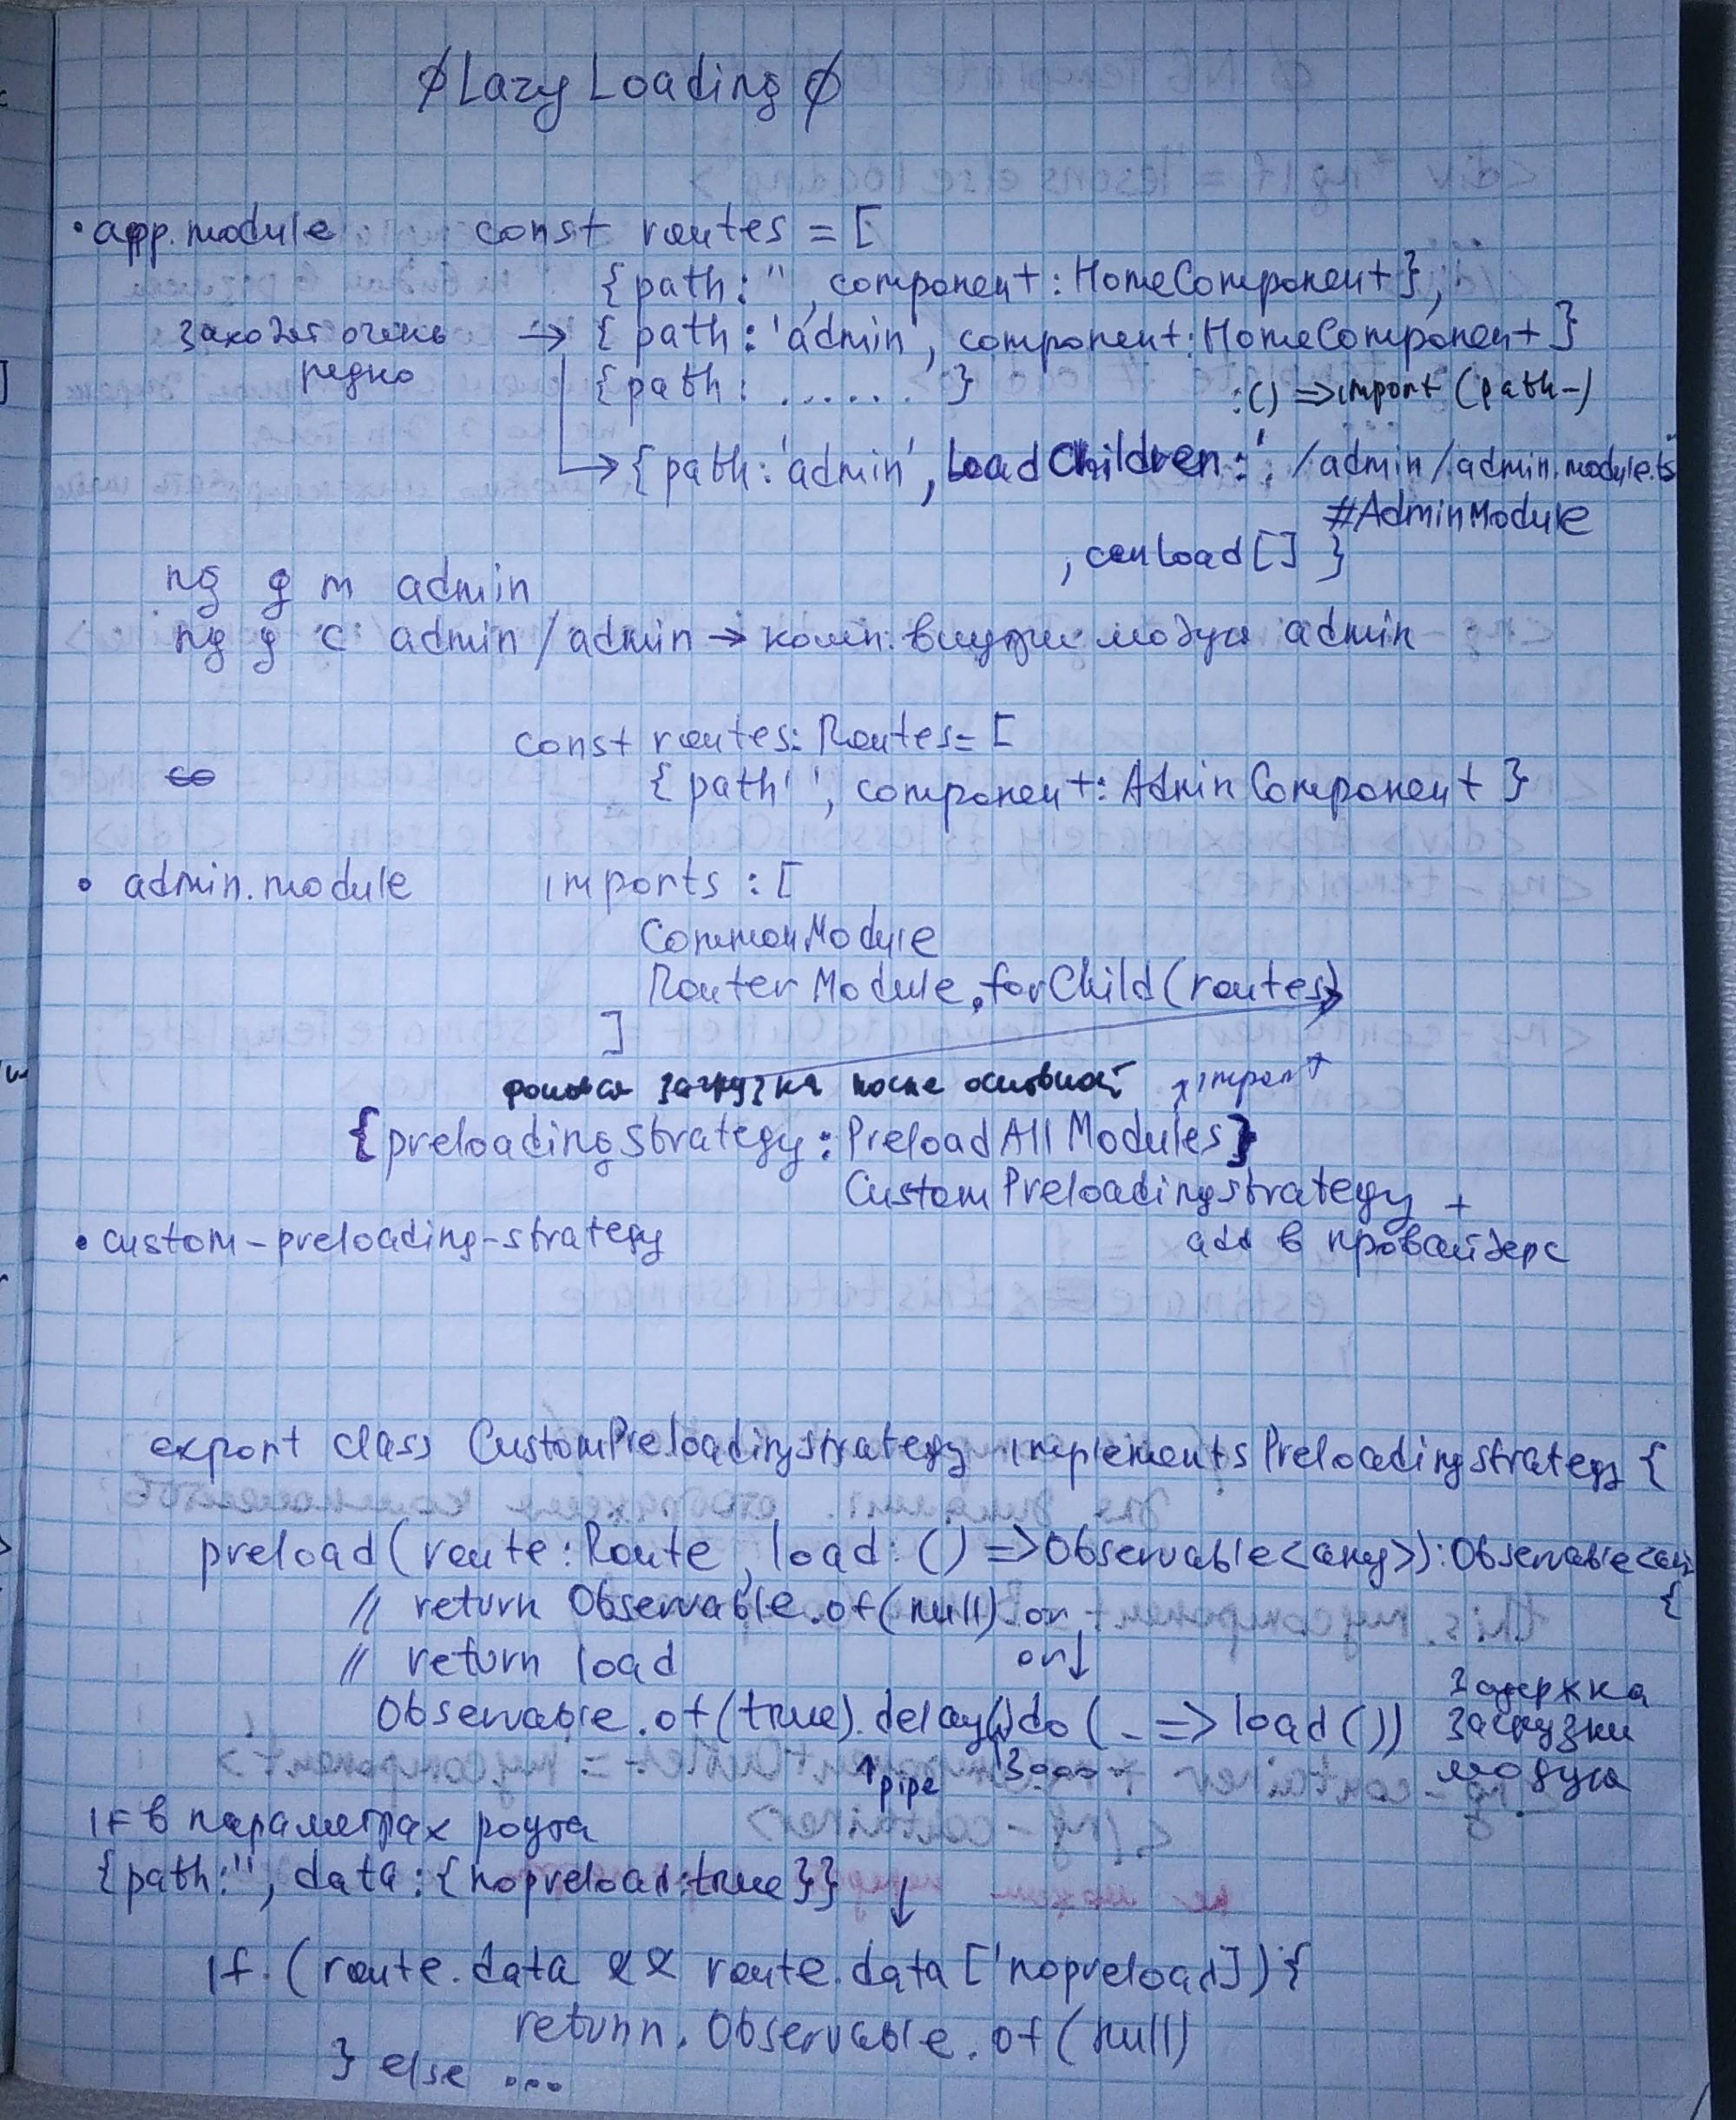 ∅ Lazy Loading ∅
• app.module const routes = [
{path: '', component: HomeComponent},
заходят очень редко → {path: 'admin', component: HomeComponent}
{path: ...... }
: () => import (path-)
→ {path: 'admin', loadChildren: './admin/admin.module.ts
#AdminModule
, canLoad [] }
ng g m admin
ng g c admin/admin → комп. внутри модуля admin
const routes: Routes = [
{path '', component: AdminComponent }
• admin.module imports : [
CommonModule
RouterModule.forChild(routes)
]
фоновая загрузка после основной ↑ import
{preloadingStrategy: PreloadAllModules}
CustomPreloadingStrategy +
add в провайдерс
• custom-preloading-strategy
export class CustomPreloadingStrategy implements PreloadingStrategy {
preload(route: Route, load: () => Observable<any>): Observable<any
{
// return Observable.of(null) or
// return load or ↓
Observable.of(true).delay().do(_ => load())
↑ pipe 3000
задержка
загрузки
модуля
If в параметрах роута
{path: '', data: {nopreload: true}} ↓
if (route.data && route.data['nopreload]) {
return. Observable.of(null)
} else ...